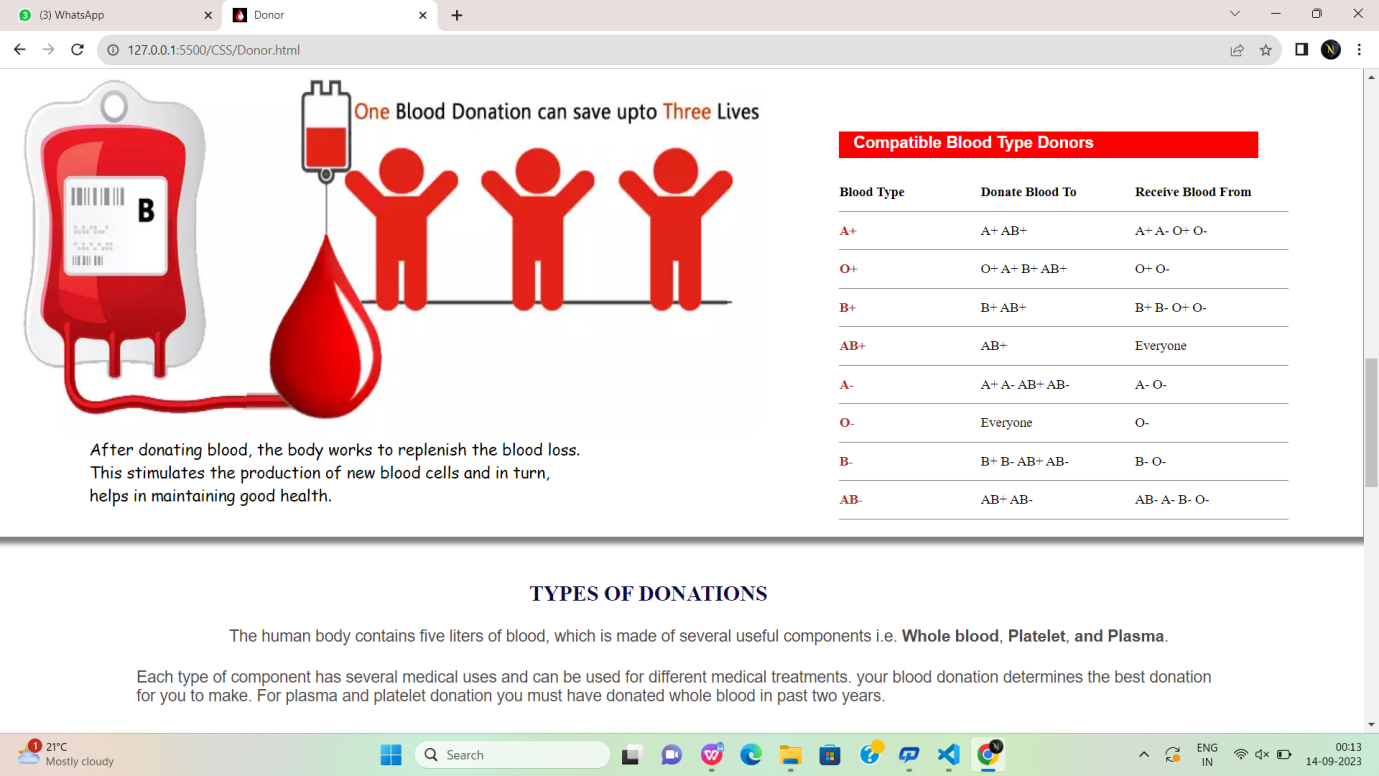 (3) WhatsApp
Donor
127.0.0.1:5500/CSS/Donor.html
One Blood Donation can save upto Three Lives
B
After donating blood, the body works to replenish the blood loss.
This stimulates the production of new blood cells and in turn,
helps in maintaining good health.
Compatible Blood Type Donors
Blood Type Donate Blood To Receive Blood From
A+ A+ AB+ A+ A- O+ O-
O+ O+ A+ B+ AB+ O+ O-
B+ B+ AB+ B+ B- O+ O-
AB+ AB+ Everyone
A- A+ A- AB+ AB- A- O-
O- Everyone O-
B- B+ B- AB+ AB- B- O-
AB- AB+ AB- AB- A- B- O-
TYPES OF DONATIONS
The human body contains five liters of blood, which is made of several useful components i.e. Whole blood, Platelet, and Plasma.
Each type of component has several medical uses and can be used for different medical treatments. your blood donation determines the best donation
for you to make. For plasma and platelet donation you must have donated whole blood in past two years.
1
21°C
Mostly cloudy
Search
ENG
IN
00:13
14-09-2023